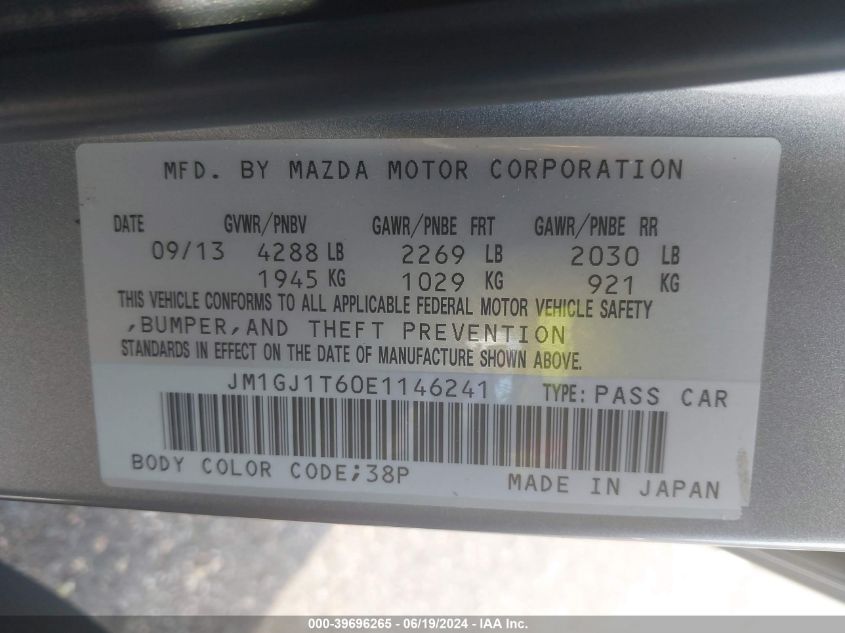 MFD. BY MAZDA MOTOR CORPORATION
DATE GVWR/PNBV GAWR/PNBE FRT GAWR/PNBE RR
09/13 4288 LB 2269 LB 2030 LB
1945 KG 1029 KG 921 KG
THIS VEHICLE CONFORMS TO ALL APPLICABLE FEDERAL MOTOR VEHICLE SAFETY
,BUMPER,AND THEFT PREVENTION
STANDARDS IN EFFECT ON THE DATE OF MANUFACTURE SHOWN ABOVE.
JM1GJ1T60E1146241 TYPE: PASS CAR
BODY COLOR CODE;38P MADE IN JAPAN
000-39696265 - 06/19/2024 - IAA Inc.